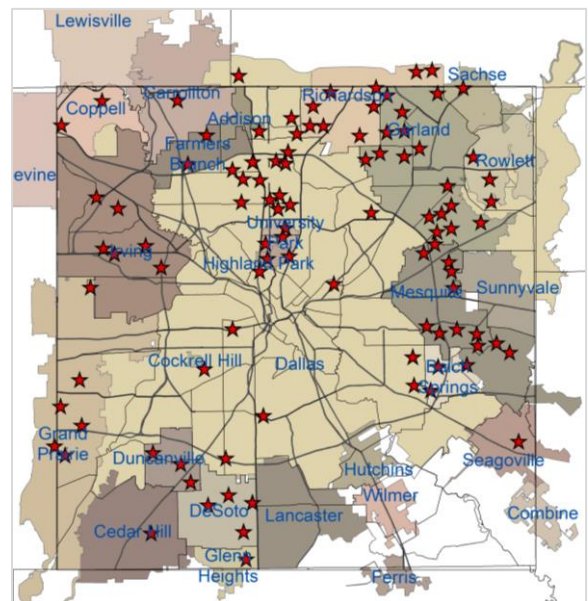 Lewisville
Sachse
Coppell
Carrollton
Richardson
Addison
Garland
Farmers
Branch
Rowlett
evine
University
Park
Irving
Highland Park
Sunnyvale
Mesquite
Cockrell Hill
Dallas
Balch
Springs
Grand
Prairie
Duncanville
Hutchins
Seagoville
Wilmer
DeSoto
Lancaster
Combine
Cedar Hill
Glenn
Heights
Ferris